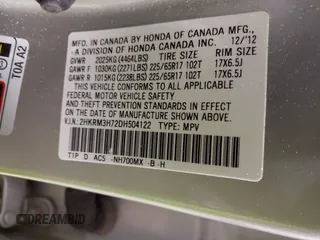 MFD. IN CANADA BY HONDA OF CANADA MFG.,
- A DIVISION OF HONDA CANADA INC. 12/12
TIRE SIZE RIM SIZE
GVWR 2025KG (4464LBS)
GAWR F 1030KG (2271LBS) 225/65R17 102T 17X6.5J
GAWR R 1015KG (2238LBS) 225/65R17 102T 17X6.5J
THIS VEHICLE CONFORMS TO ALL APPLICABLE
FEDERAL MOTOR VEHICLE SAFETY AND THEFT
PREVENTION STANDARDS IN EFFECT ON THE DATE
OF MANUFACTURE SHOWN ABOVE.
V.I.N.: 2HKRM3H72DH504122 TYPE: MPV
T1P D AC5 -NH700MX -B -H
T0A A2
DREAMBID